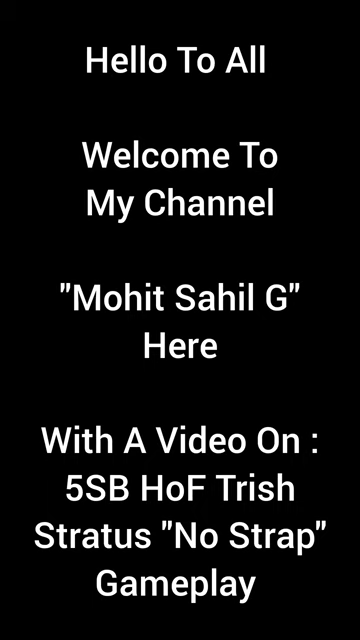 Hello To All
Welcome To
My Channel
"Mohit Sahil G"
Here
With A Video On :
5SB HoF Trish
Stratus "No Strap"
Gameplay